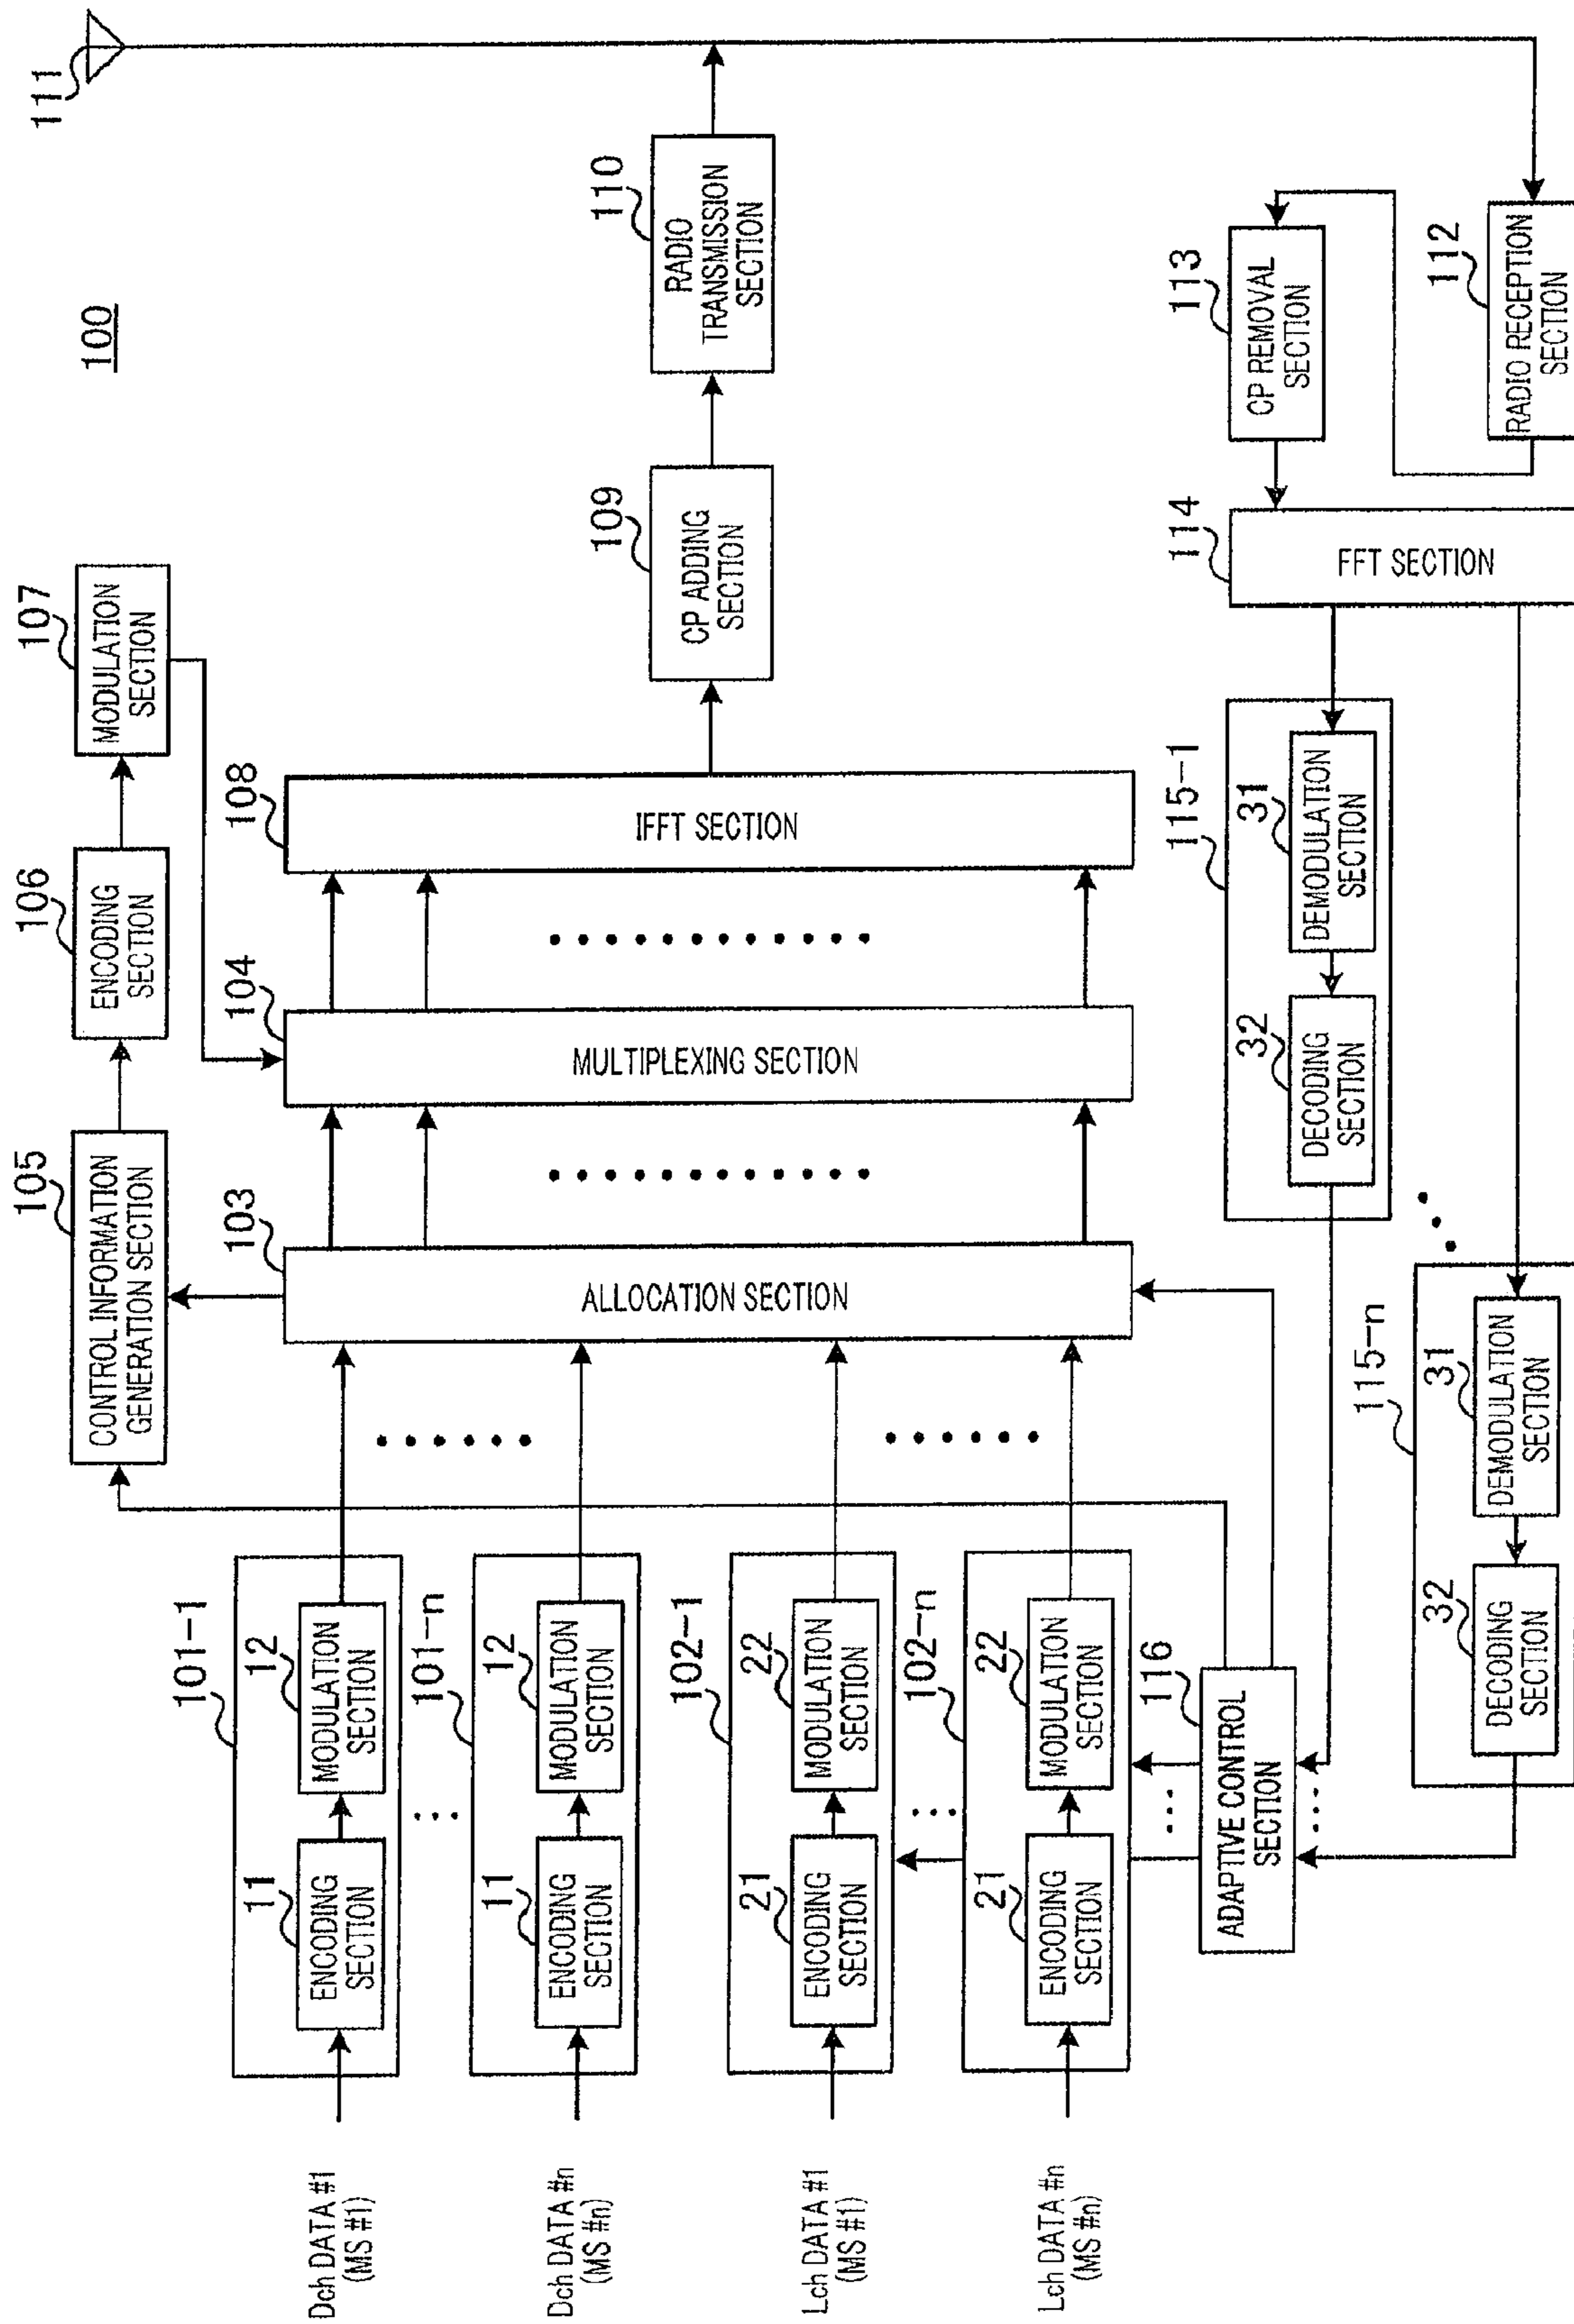 100
111
105
CONTROL INFORMATION
GENERATION SECTION
106
ENCODING
SECTION
107
MODULATION
SECTION
Dch DATA #1
(MS #1)
101-1
11
ENCODING
SECTION
12
MODULATION
SECTION
Dch DATA #n
(MS #n)
101-n
11
ENCODING
SECTION
12
MODULATION
SECTION
Lch DATA #1
(MS #1)
102-1
21
ENCODING
SECTION
22
MODULATION
SECTION
Lch DATA #n
(MS #n)
102-n
21
ENCODING
SECTION
22
MODULATION
SECTION
103
ALLOCATION SECTION
104
MULTIPLEXING SECTION
108
IFFT SECTION
109
CP ADDING
SECTION
110
RADIO
TRANSMISSION
SECTION
116
ADAPTIVE CONTROL
SECTION
115-1
32
DECODING
SECTION
31
DEMODULATION
SECTION
114
FFT SECTION
113
CP REMOVAL
SECTION
112
RADIO RECEPTION
SECTION
115-n
32
DECODING
SECTION
31
DEMODULATION
SECTION